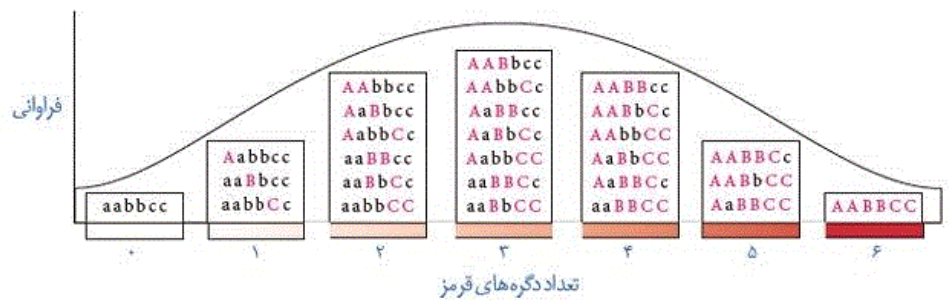 فراوانی
aabbcc
Aabbcc
aaBbcc
aabbCc
AAbbcc
AaBbcc
AabbCc
aaBBcc
aaBbCc
aabbCC
AABbcc
AAbbCc
AaBBcc
AaBbCc
AabbCC
aaBBCc
aaBbCC
AABBcc
AABbCc
AAbbCC
AaBbCC
AaBBCc
aaBBCC
AABBCc
AABbCC
AaBBCC
AABBCC
۰ ۱ ۲ ۳ ۴ ۵ ۶
تعداد دگره‌های قرمز